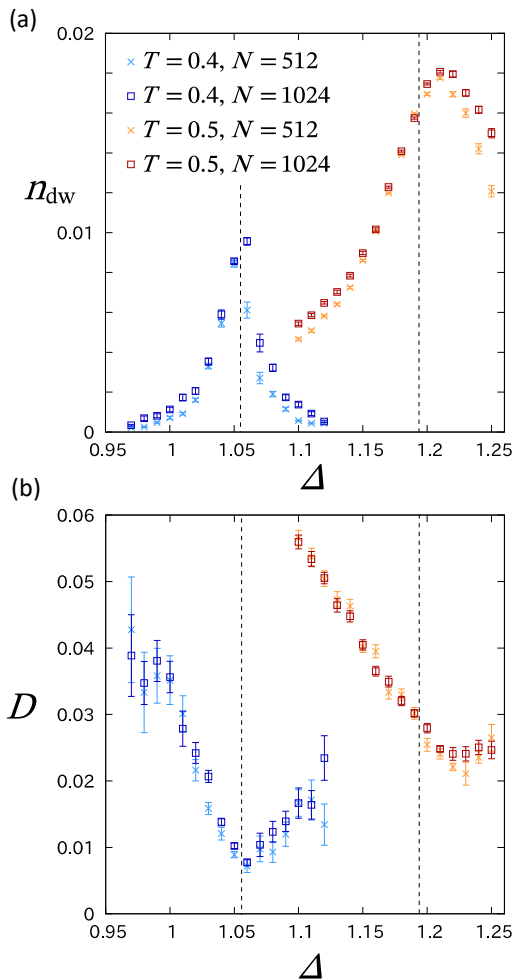 (a)
0.02
T = 0.4, N = 512
T = 0.4, N = 1024
T = 0.5, N = 512
T = 0.5, N = 1024
n_dw
0.01
0
0.95 1 1.05 1.1 1.15 1.2 1.25
Δ
(b)
0.06
0.05
0.04
D
0.03
0.02
0.01
0
0.95 1 1.05 1.1 1.15 1.2 1.25
Δ